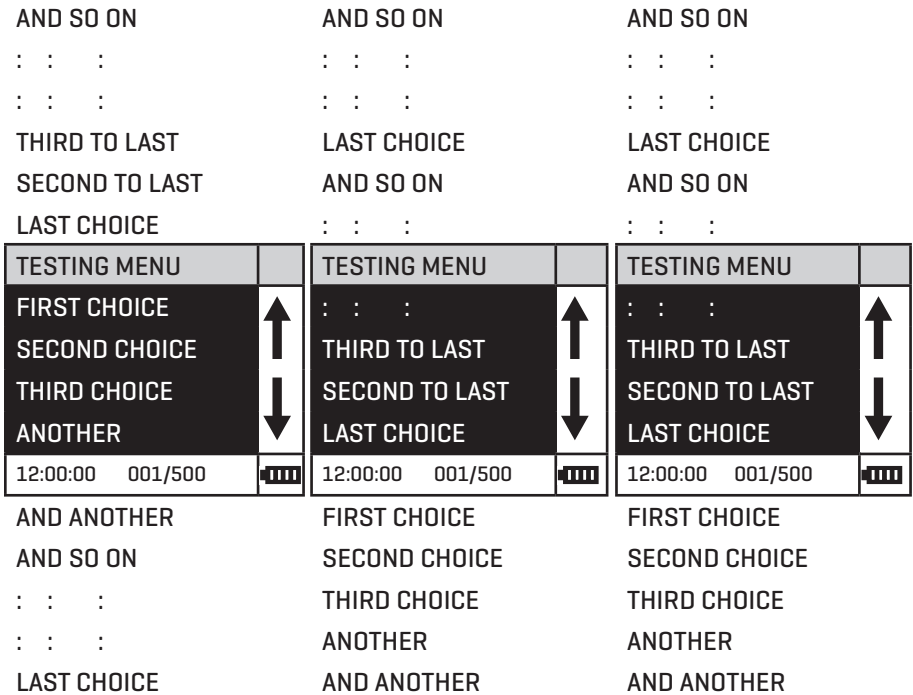 AND SO ON
: : :
: : :
THIRD TO LAST
SECOND TO LAST
LAST CHOICE
TESTING MENU
FIRST CHOICE
SECOND CHOICE
THIRD CHOICE
ANOTHER
12:00:00 001/500
AND ANOTHER
AND SO ON
: : :
: : :
LAST CHOICE
AND SO ON
: : :
: : :
LAST CHOICE
AND SO ON
: : :
TESTING MENU
: : :
THIRD TO LAST
SECOND TO LAST
LAST CHOICE
12:00:00 001/500
FIRST CHOICE
SECOND CHOICE
THIRD CHOICE
ANOTHER
AND ANOTHER
AND SO ON
: : :
: : :
LAST CHOICE
AND SO ON
: : :
TESTING MENU
: : :
THIRD TO LAST
SECOND TO LAST
LAST CHOICE
12:00:00 001/500
FIRST CHOICE
SECOND CHOICE
THIRD CHOICE
ANOTHER
AND ANOTHER